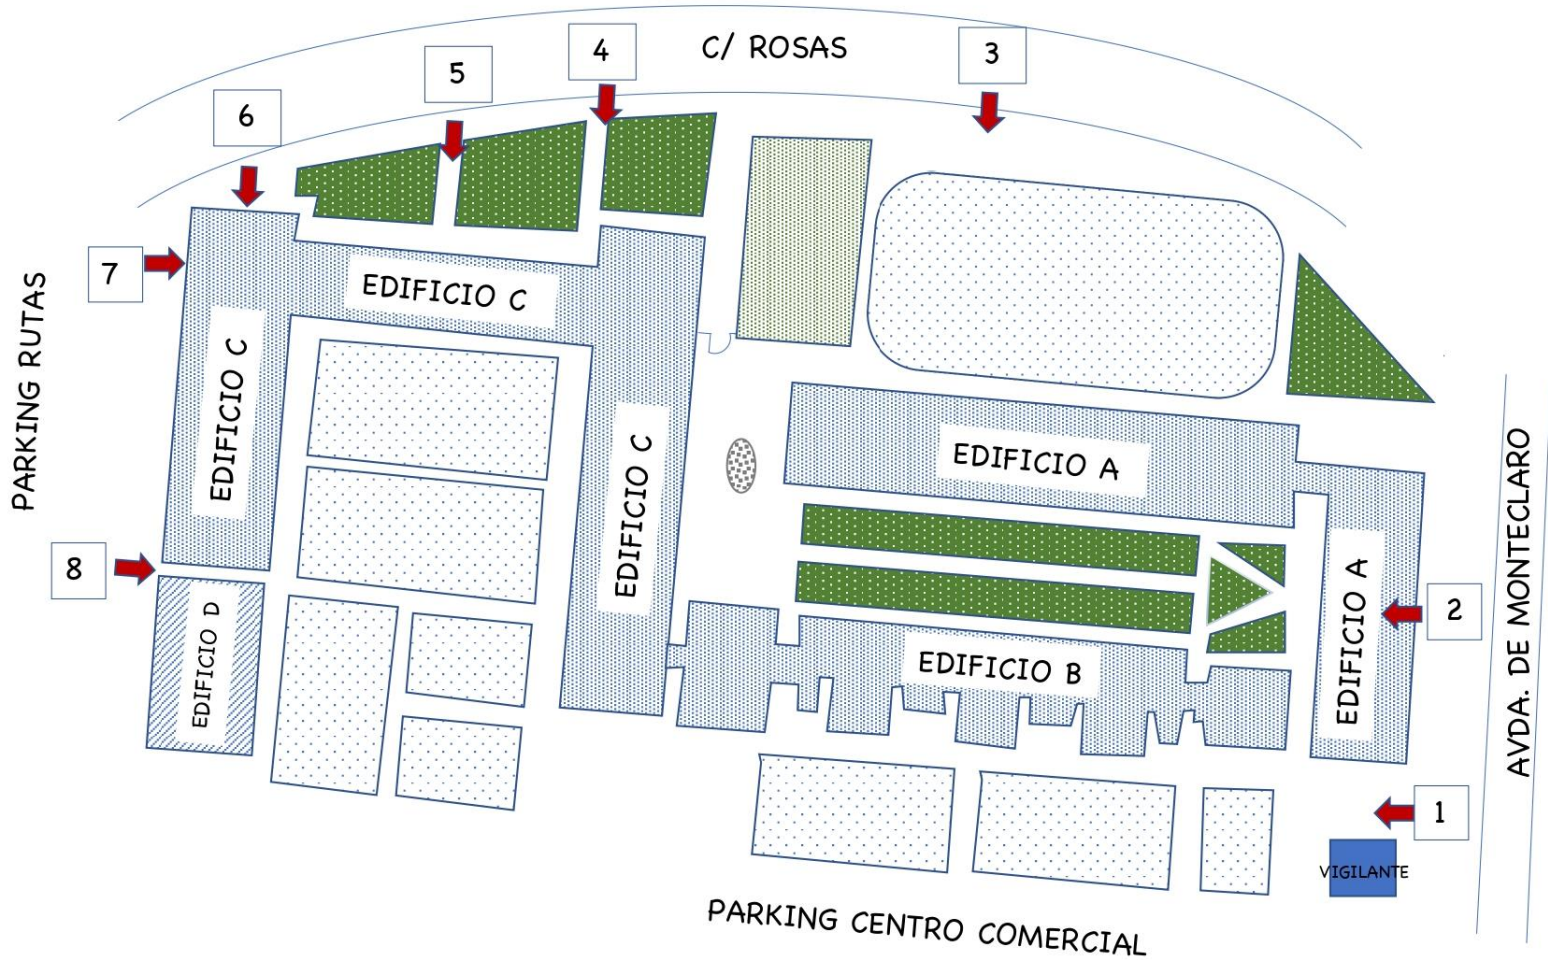 C/ ROSAS
3
4
5
6
7
EDIFICIO C
PARKING RUTAS
EDIFICIO C
EDIFICIO C
EDIFICIO A
8
EDIFICIO D
EDIFICIO B
EDIFICIO A
2
AVDA. DE MONTECLARO
1
VIGILANTE
PARKING CENTRO COMERCIAL